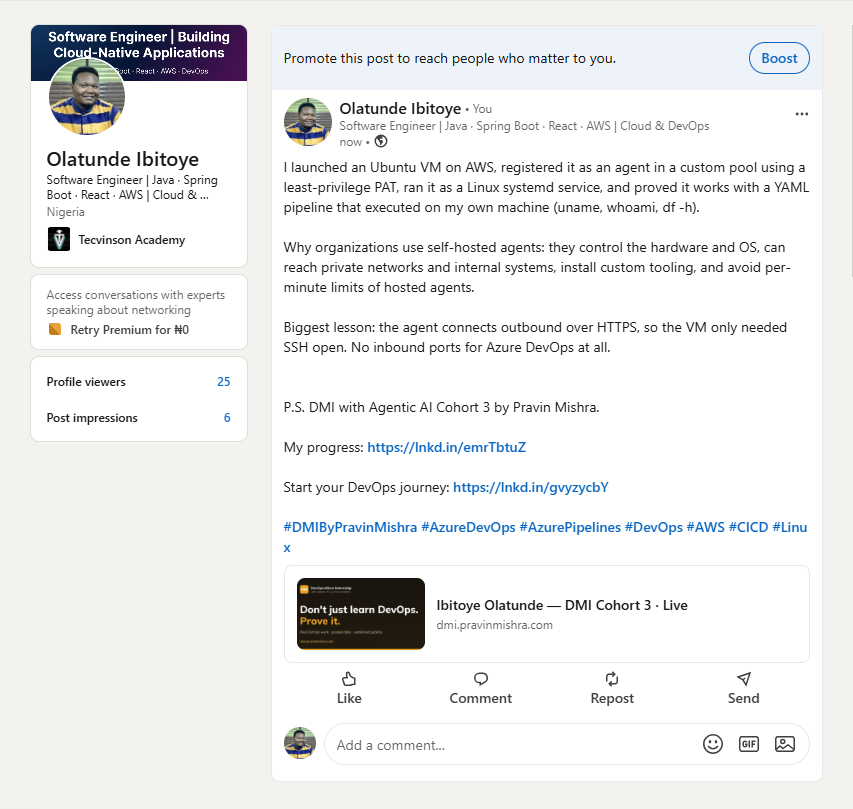 Software Engineer | Building
Cloud-Native Applications
Boot · React · AWS · DevOps
Olatunde Ibitoye
Software Engineer | Java · Spring
Boot · React · AWS | Cloud & ...
Nigeria
Tecvinson Academy
Access conversations with experts
speaking about networking
Retry Premium for ₦0
Profile viewers 25
Post impressions 6
Promote this post to reach people who matter to you.
Boost
Olatunde Ibitoye • You
Software Engineer | Java · Spring Boot · React · AWS | Cloud & DevOps
now •
I launched an Ubuntu VM on AWS, registered it as an agent in a custom pool using a
least-privilege PAT, ran it as a Linux systemd service, and proved it works with a YAML
pipeline that executed on my own machine (uname, whoami, df -h).
Why organizations use self-hosted agents: they control the hardware and OS, can
reach private networks and internal systems, install custom tooling, and avoid per-
minute limits of hosted agents.
Biggest lesson: the agent connects outbound over HTTPS, so the VM only needed
SSH open. No inbound ports for Azure DevOps at all.
P.S. DMI with Agentic AI Cohort 3 by Pravin Mishra.
My progress: https://lnkd.in/emrTbtuZ
Start your DevOps journey: https://lnkd.in/gvyzycbY
#DMIByPravinMishra #AzureDevOps #AzurePipelines #DevOps #AWS #CICD #Linu
x
Don't just learn DevOps.
Prove it.
Ibitoye Olatunde — DMI Cohort 3 · Live
dmi.pravinmishra.com
Like
Comment
Repost
Send
Add a comment...
GIF